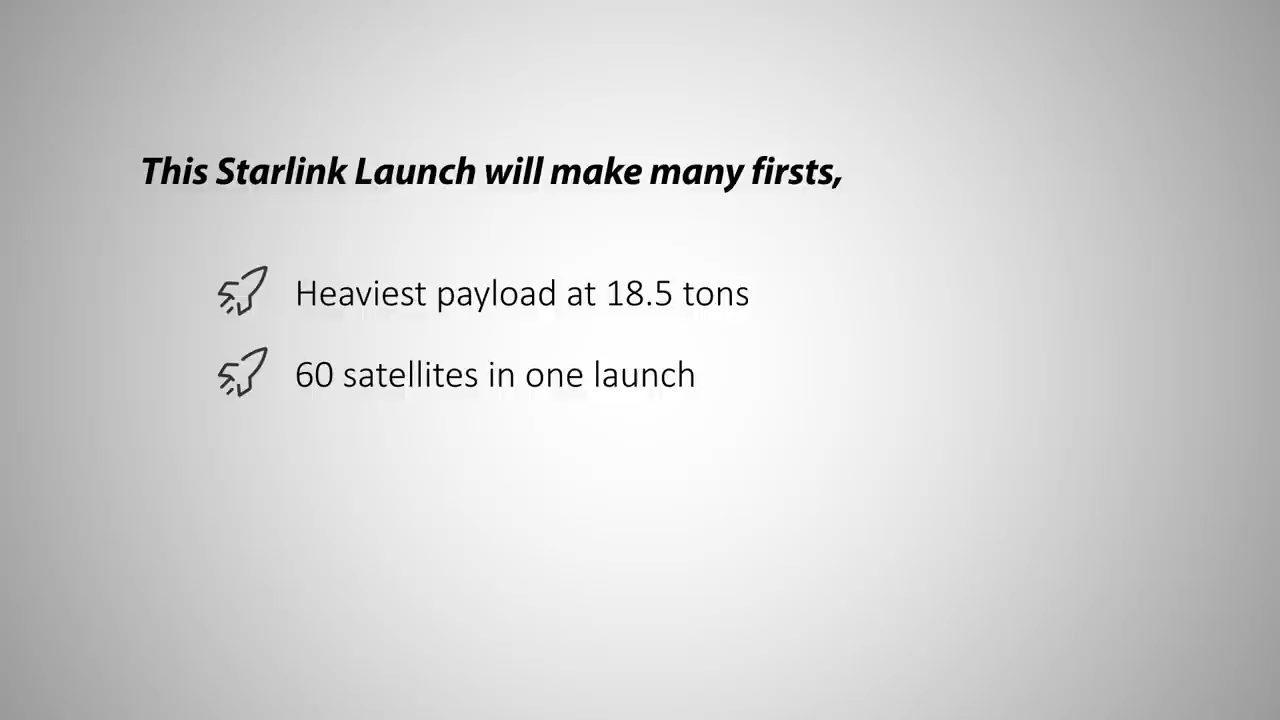 This Starlink Launch will make many firsts,
Heaviest payload at 18.5 tons
60 satellites in one launch